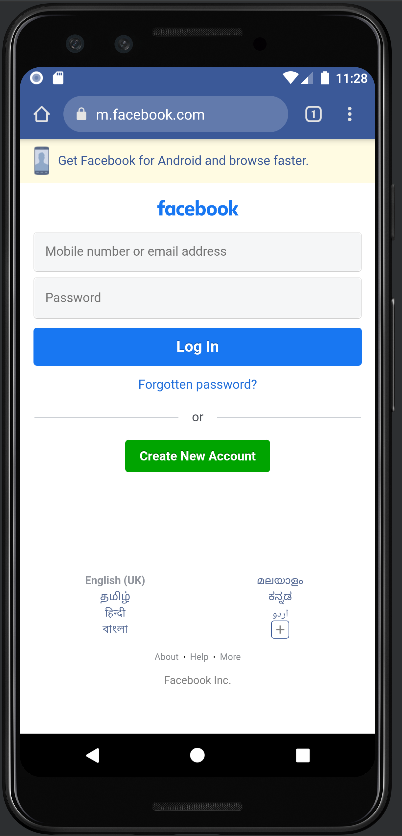 11:28
m.facebook.com
1
Get Facebook for Android and browse faster.
facebook
Mobile number or email address
Password
Log In
Forgotten password?
or
Create New Account
English (UK)
മലയാളം
தமிழ்
ಕನ್ನಡ
हिन्दी
اردو
বাংলা
+
About · Help · More
Facebook Inc.